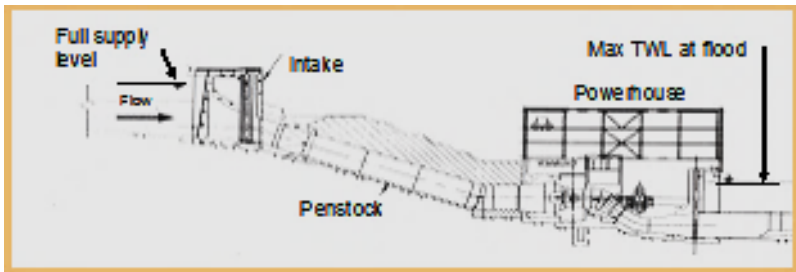 Full supply
level
Intake
Flow
Max TWL at flood
Powerhouse
Penstock